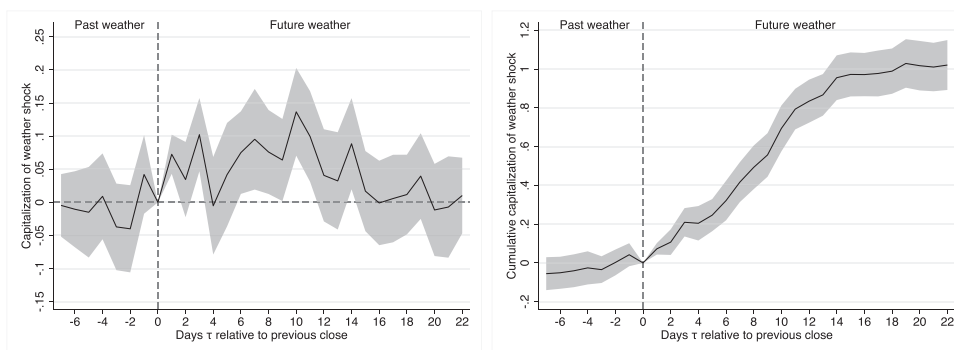 Past weather
Future weather
Capitalization of weather shock
.25
.2
.15
.1
.05
0
-.05
-.1
-.15
-6 -4 -2 0 2 4 6 8 10 12 14 16 18 20 22
Days τ relative to previous close
Past weather
Future weather
Cumulative capitalization of weather shock
1.2
1
.8
.6
.4
.2
0
-.2
-6 -4 -2 0 2 4 6 8 10 12 14 16 18 20 22
Days τ relative to previous close